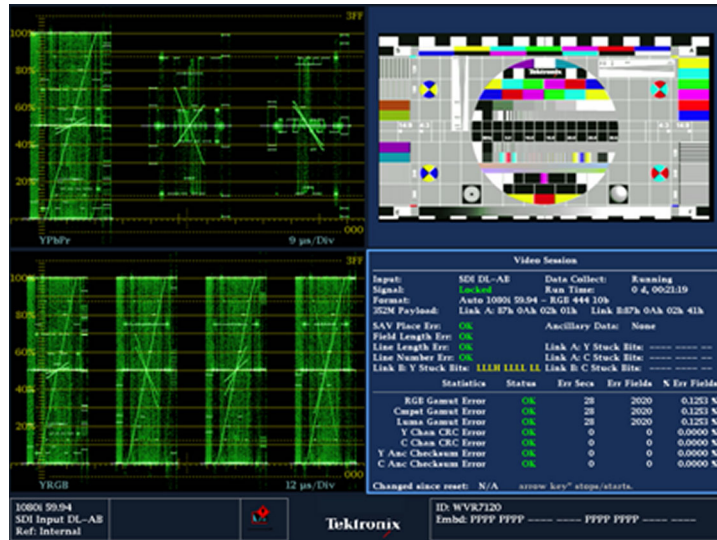 3FF
100%
80%
60%
40%
20%
000
YPbPr
9 µs/Div
Tektronix
3FF
100%
80%
60%
40%
20%
000
YRGB
12 µs/Div
Video Session
Input: SDI DL-AB Data Collect: Running
Signal: Locked Run Time: 0 d, 00:21:19
Format: Auto 1080i 59.94 - RGB 444 10b
352M Payload: Link A: 87h 0Ah 02h 01h Link B:87h 0Ah 02h 41h
SAV Place Err: OK Ancillary Data: None
Field Length Err: OK
Line Length Err: OK Link A: Y Stuck Bits: ---- ---- --
Line Number Err: OK Link A: C Stuck Bits: ---- ---- --
Link B: Y Stuck Bits: LLLH LLLL LL Link B: C Stuck Bits: ---- ---- --
Statistics Status Err Secs Err Fields % Err Fields
RGB Gamut Error OK 28 2020 0.1253 %
Cmpst Gamut Error OK 28 2020 0.1253 %
Luma Gamut Error OK 28 2020 0.1253 %
Y Chan CRC Error OK 0 0 0.0000 %
C Chan CRC Error OK 0 0 0.0000 %
Y Anc Checksum Error OK 0 0 0.0000 %
C Anc Checksum Error OK 0 0 0.0000 %
Changed since reset: N/A arrow key" stops/starts.
1080i 59.94
SDI Input DL-AB
Ref: Internal
Tektronix
ID: WVR7120
Embd: PPPP PPPP ---- ---- PPPP PPPP ---- ----